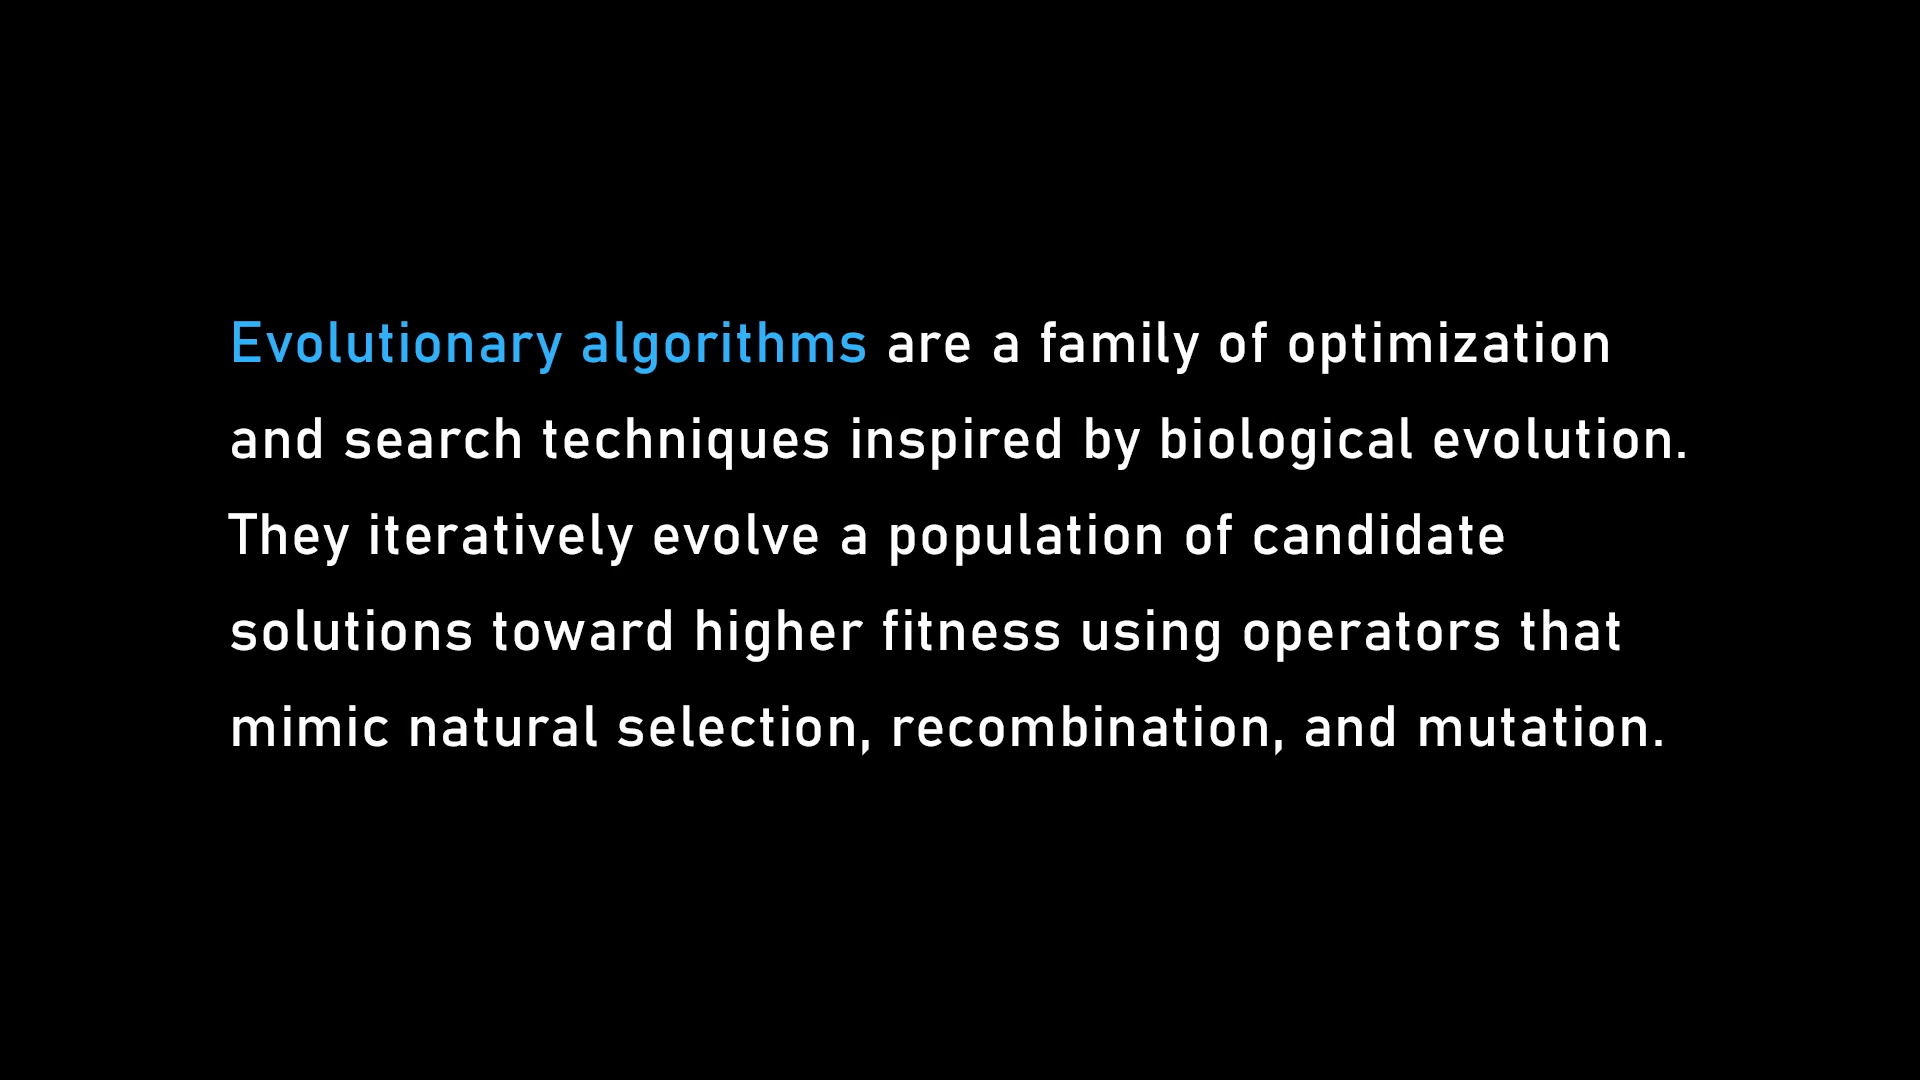 Evolutionary algorithms are a family of optimization
and search techniques inspired by biological evolution.
They iteratively evolve a population of candidate
solutions toward higher fitness using operators that
mimic natural selection, recombination, and mutation.